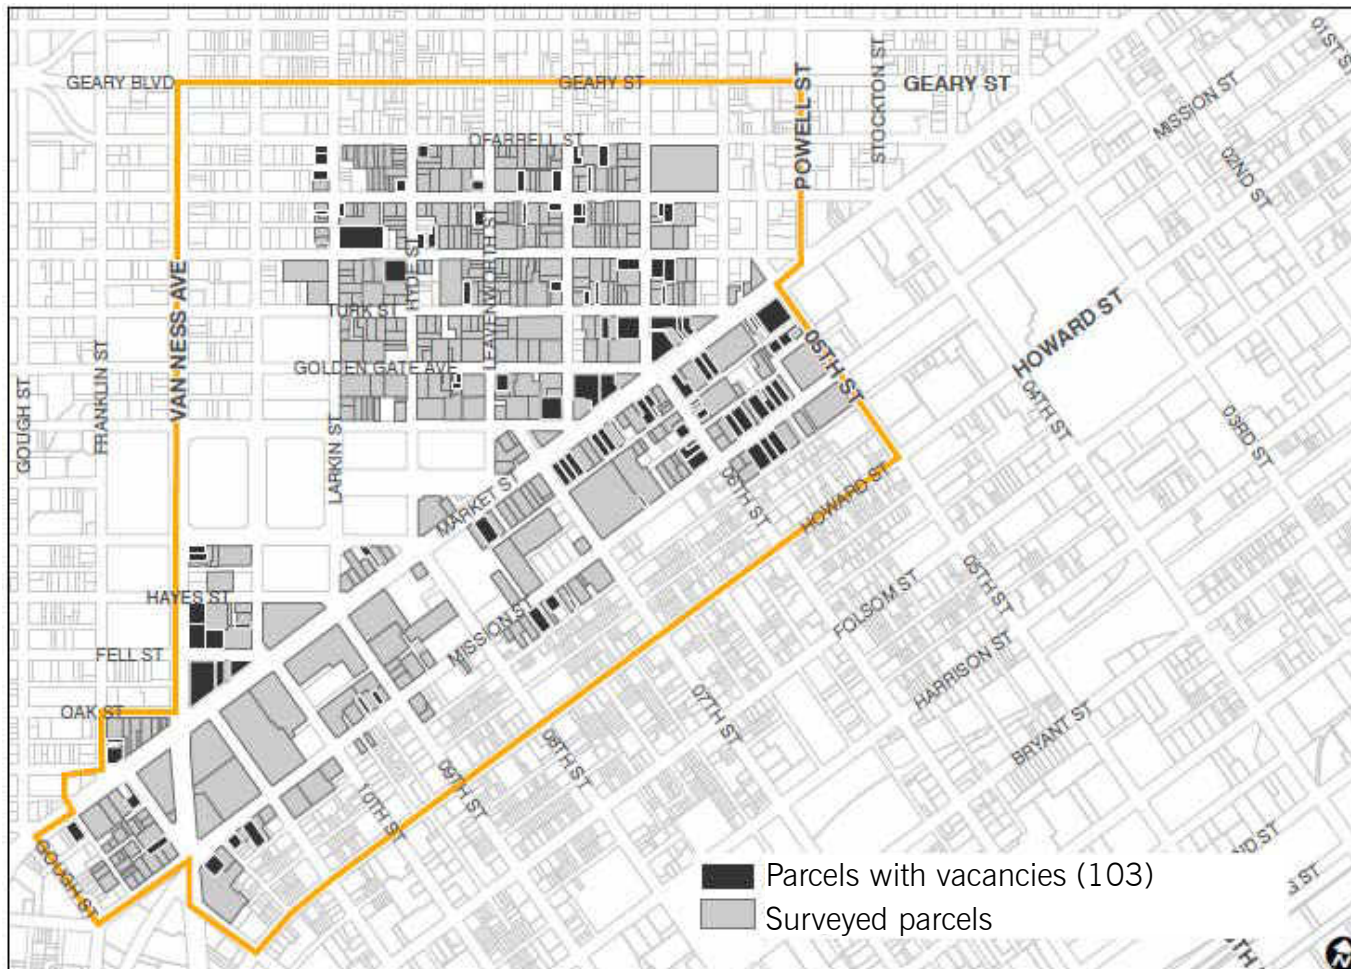 01ST ST
GEARY BLVD
GEARY ST
POWELL ST
STOCKTON ST
GEARY ST
MISSION ST
OFARRELL ST
02ND ST
VAN NESS AVE
HYDE ST
LEAVENWORTH ST
TURK ST
HOWARD ST
05TH ST
GOLDEN GATE AVE
GOUGH ST
FRANKLIN ST
LARKIN ST
04TH ST
03RD ST
MARKET ST
06TH ST
HOWARD ST
HAYES ST
MISSION ST
FOLSOM ST
05TH ST
FELL ST
HARRISON ST
OAK ST
07TH ST
08TH ST
BRYANT ST
09TH ST
10TH ST
GOUGH ST
ND ST
ST
Parcels with vacancies (103)
Surveyed parcels
TH
N